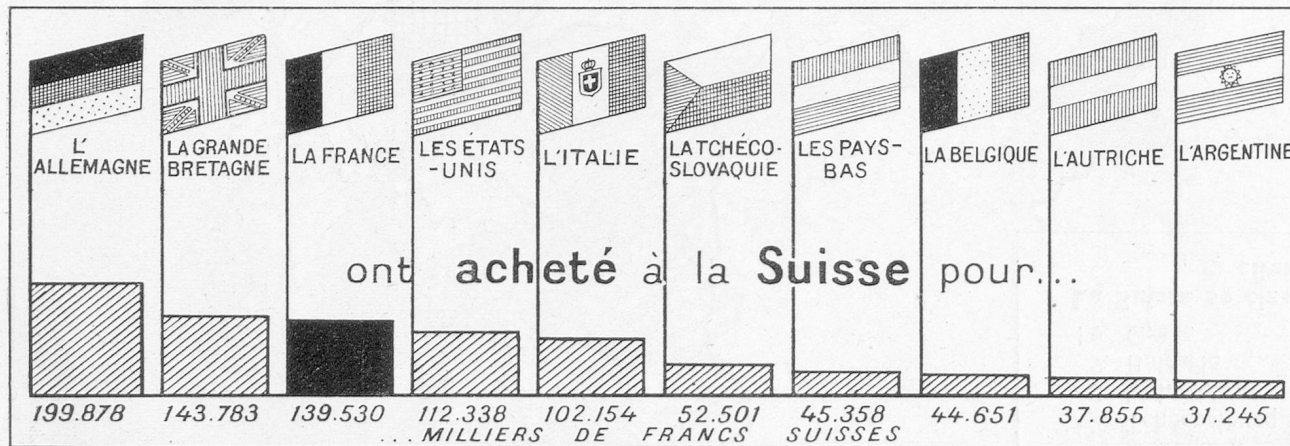 L'
ALLEMAGNE
LA GRANDE
BRETAGNE
LA FRANCE
LES ÉTATS
-UNIS
L'ITALIE
LA TCHÉCO-
SLOVAQUIE
LES PAYS-
BAS
LA BELGIQUE
L'AUTRICHE
L'ARGENTINE
ont acheté à la Suisse pour...
199.878 143.783 139.530 112.338 102.154 52.501 45.358 44.651 37.855 31.245
...MILLIERS DE FRANCS SUISSES